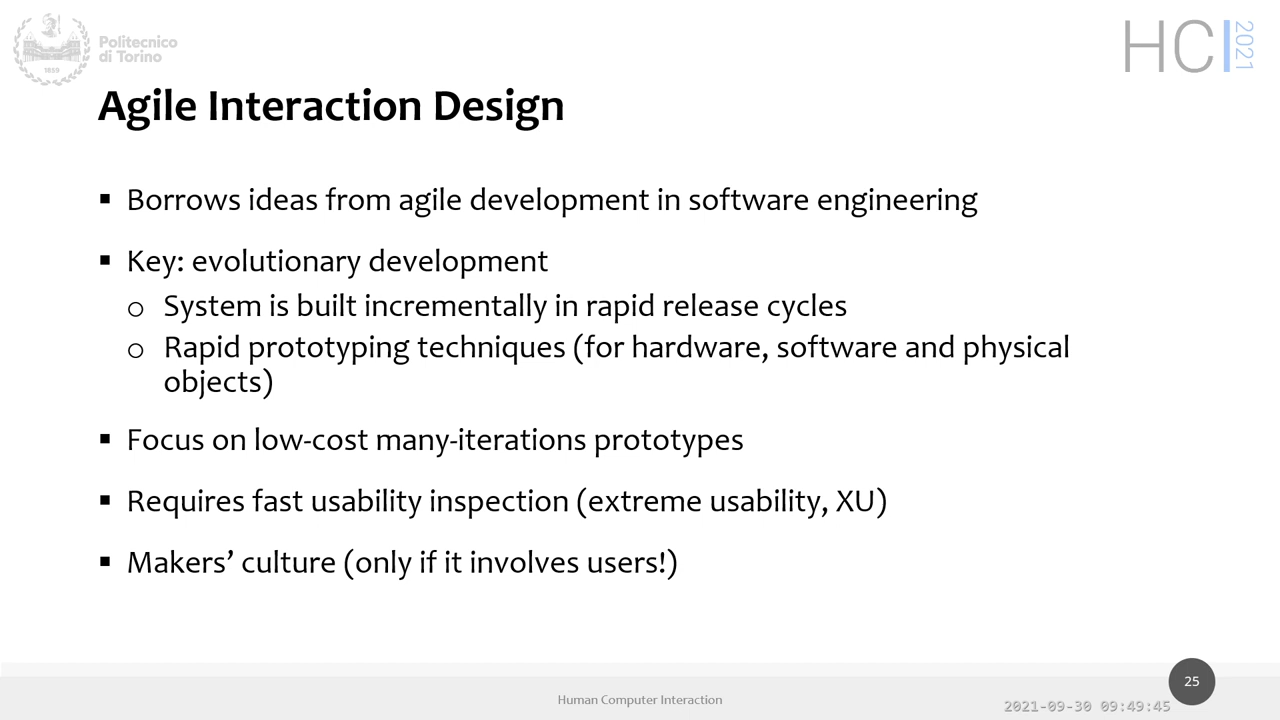 Politecnico
di Torino
1859
HCI 2021
Agile Interaction Design
▪ Borrows ideas from agile development in software engineering
▪ Key: evolutionary development
o System is built incrementally in rapid release cycles
o Rapid prototyping techniques (for hardware, software and physical
objects)
▪ Focus on low-cost many-iterations prototypes
▪ Requires fast usability inspection (extreme usability, XU)
▪ Makers’ culture (only if it involves users!)
25
Human Computer Interaction
2021-09-30 09:49:45